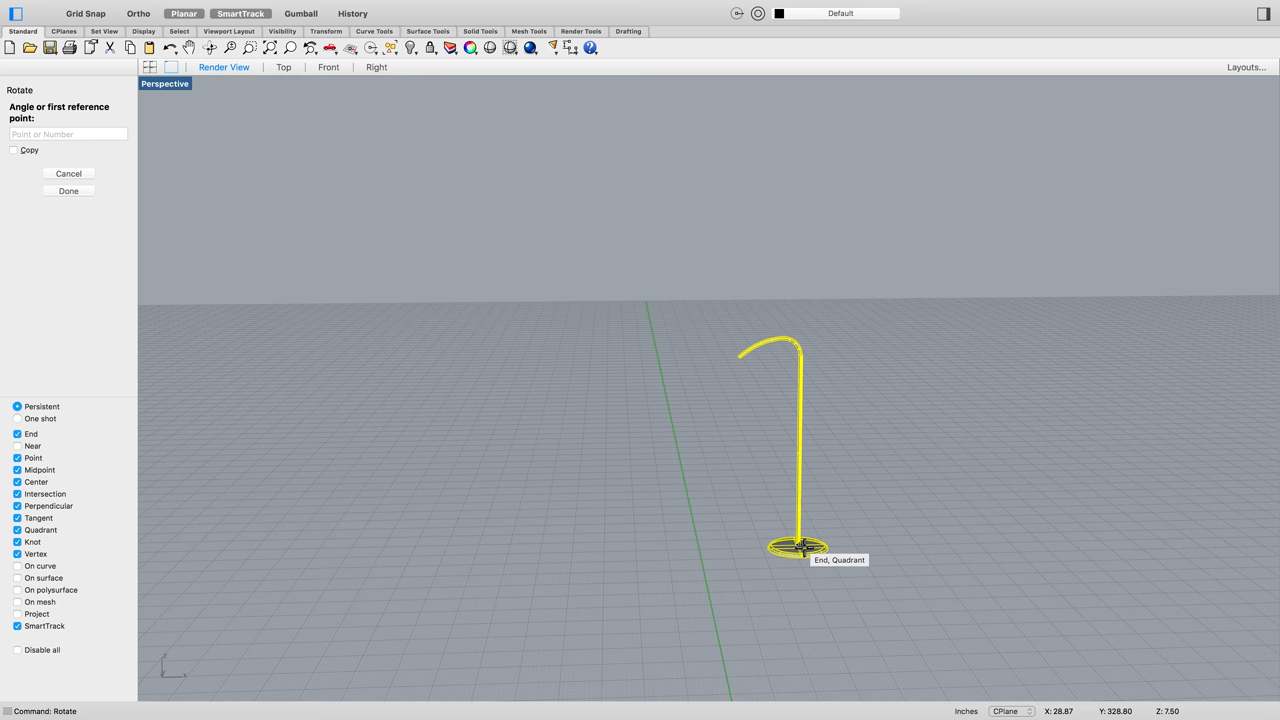 Grid Snap Ortho Planar SmartTrack Gumball History Default
Standard CPlanes Set View Display Select Viewport Layout Visibility Transform Curve Tools Surface Tools Solid Tools Mesh Tools Render Tools Drafting
Render View Top Front Right Layouts...
Perspective
Rotate
Angle or first reference
point:
Point or Number
Copy
Cancel
Done
Persistent
One shot
End
Near
Point
Midpoint
Center
Intersection
Perpendicular
Tangent
Quadrant
Knot
Vertex
On curve
On surface
On polysurface
On mesh
Project
SmartTrack
Disable all
End, Quadrant
z
y x
Command: Rotate Inches CPlane X: 28.87 Y: 328.80 Z: 7.50